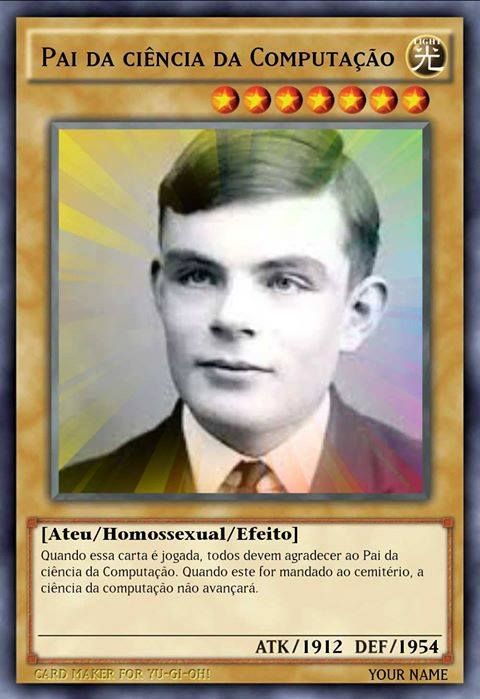 Pai da ciência da Computação
LIGHT
光
[Ateu/Homossexual/Efeito]
Quando essa carta é jogada, todos devem agradecer ao Pai da
ciência da Computação. Quando este for mandado ao cemitério, a
ciência da computação não avançará.
ATK/1912 DEF/1954
CARD MAKER FOR YU-GI-OH!
YOUR NAME